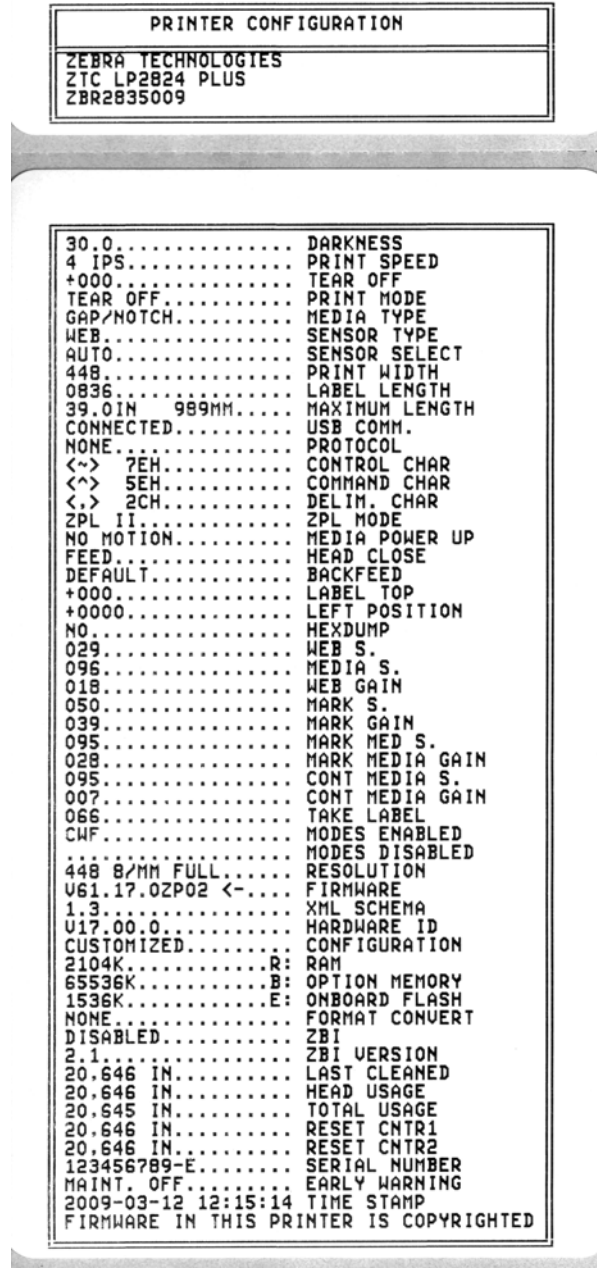 PRINTER CONFIGURATION
ZEBRA TECHNOLOGIES
ZTC LP2824 PLUS
ZBR2835009
30.0............... DARKNESS
4 IPS.............. PRINT SPEED
+000............... TEAR OFF
TEAR OFF........... PRINT MODE
GAP/NOTCH.......... MEDIA TYPE
WEB................ SENSOR TYPE
AUTO............... SENSOR SELECT
448................ PRINT WIDTH
0836............... LABEL LENGTH
39.0IN   989MM..... MAXIMUM LENGTH
CONNECTED.......... USB COMM.
NONE............... PROTOCOL
<~>  7EH........... CONTROL CHAR
<^>  5EH........... COMMAND CHAR
<,>  2CH........... DELIM. CHAR
ZPL II............. ZPL MODE
NO MOTION.......... MEDIA POWER UP
FEED............... HEAD CLOSE
DEFAULT............ BACKFEED
+000............... LABEL TOP
+0000.............. LEFT POSITION
NO................. HEXDUMP
029................ WEB S.
096................ MEDIA S.
018................ WEB GAIN
050................ MARK S.
039................ MARK GAIN
095................ MARK MED S.
028................ MARK MEDIA GAIN
095................ CONT MEDIA S.
007................ CONT MEDIA GAIN
066................ TAKE LABEL
CWF................ MODES ENABLED
................... MODES DISABLED
448 8/MM FULL...... RESOLUTION
V61.17.0ZP02 <-.... FIRMWARE
1.3................ XML SCHEMA
V17.00.0........... HARDWARE ID
CUSTOMIZED......... CONFIGURATION
2104K............R: RAM
65536K...........B: OPTION MEMORY
1536K............E: ONBOARD FLASH
NONE............... FORMAT CONVERT
DISABLED........... ZBI
2.1................ ZBI VERSION
20,646 IN.......... LAST CLEANED
20,646 IN.......... HEAD USAGE
20,645 IN.......... TOTAL USAGE
20,646 IN.......... RESET CNTR1
20,646 IN.......... RESET CNTR2
123456789-E........ SERIAL NUMBER
MAINT. OFF......... EARLY WARNING
2009-03-12 12:15:14 TIME STAMP
FIRMWARE IN THIS PRINTER IS COPYRIGHTED